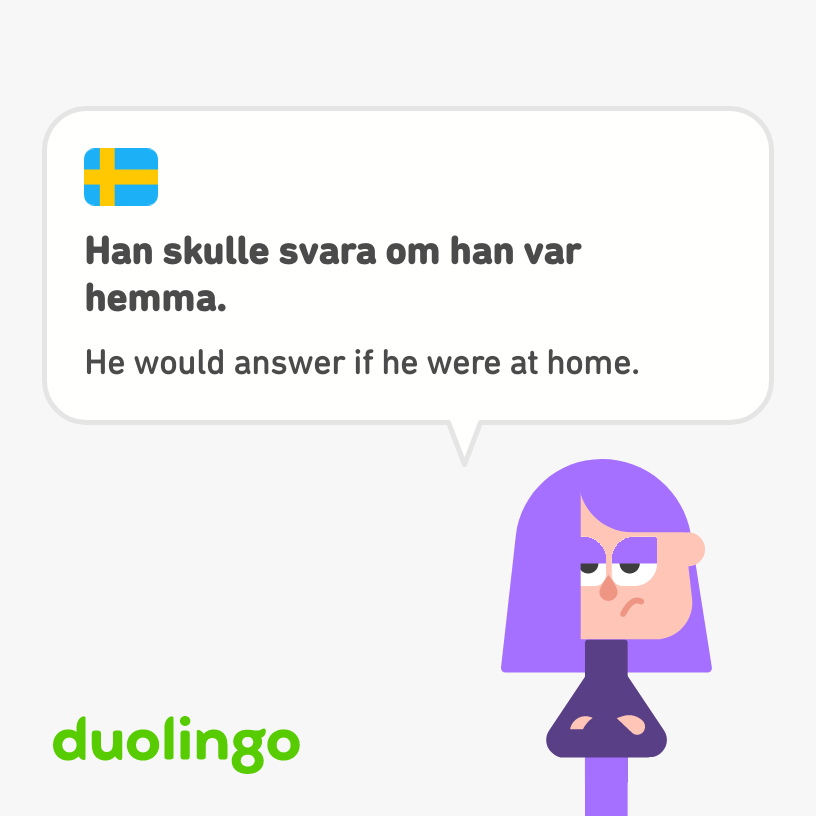 Han skulle svara om han var
hemma.
He would answer if he were at home.
duolingo